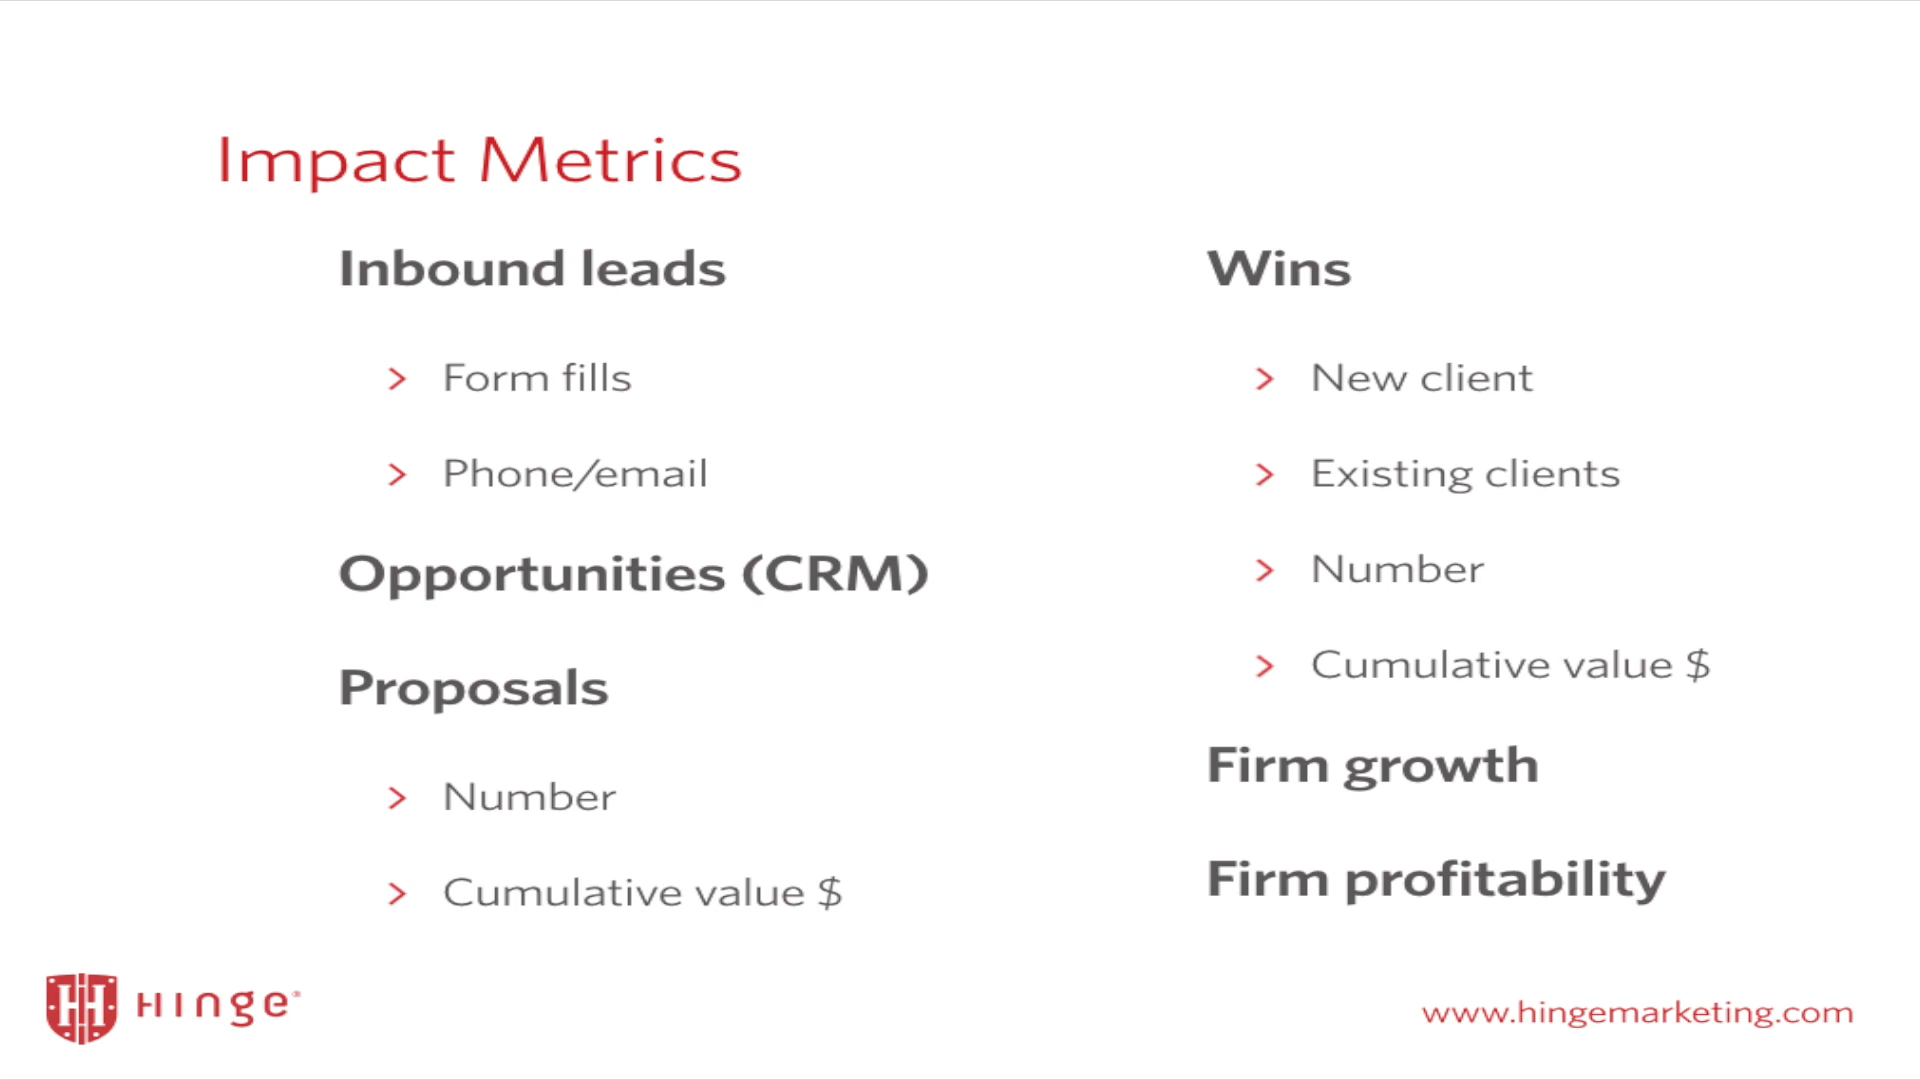 Impact Metrics
Inbound leads
> Form fills
> Phone/email
Opportunities (CRM)
Proposals
> Number
> Cumulative value $
Wins
> New client
> Existing clients
> Number
> Cumulative value $
Firm growth
Firm profitability
Hinge®
www.hingemarketing.com